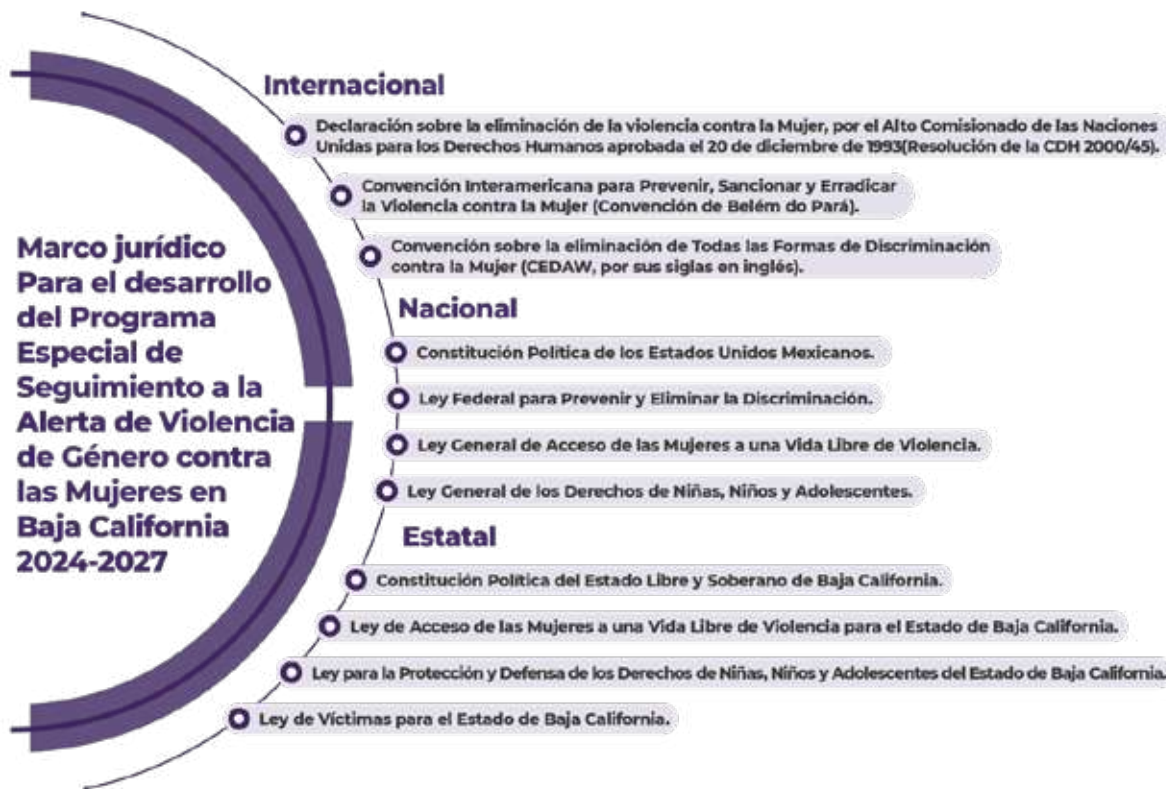 Marco jurídico
Para el desarrollo
del Programa
Especial de
Seguimiento a la
Alerta de Violencia
de Género contra
las Mujeres en
Baja California
2024-2027
Internacional
Declaración sobre la eliminación de la violencia contra la Mujer, por el Alto Comisionado de las Naciones
Unidas para los Derechos Humanos aprobada el 20 de diciembre de 1993(Resolución de la CDH 2000/45).
Convención Interamericana para Prevenir, Sancionar y Erradicar
la Violencia contra la Mujer (Convención de Belém do Pará).
Convención sobre la eliminación de Todas las Formas de Discriminación
contra la Mujer (CEDAW, por sus siglas en inglés).
Nacional
Constitución Política de los Estados Unidos Mexicanos.
Ley Federal para Prevenir y Eliminar la Discriminación.
Ley General de Acceso de las Mujeres a una Vida Libre de Violencia.
Ley General de los Derechos de Niñas, Niños y Adolescentes.
Estatal
Constitución Política del Estado Libre y Soberano de Baja California.
Ley de Acceso de las Mujeres a una Vida Libre de Violencia para el Estado de Baja California.
Ley para la Protección y Defensa de los Derechos de Niñas, Niños y Adolescentes del Estado de Baja California.
Ley de Víctimas para el Estado de Baja California.